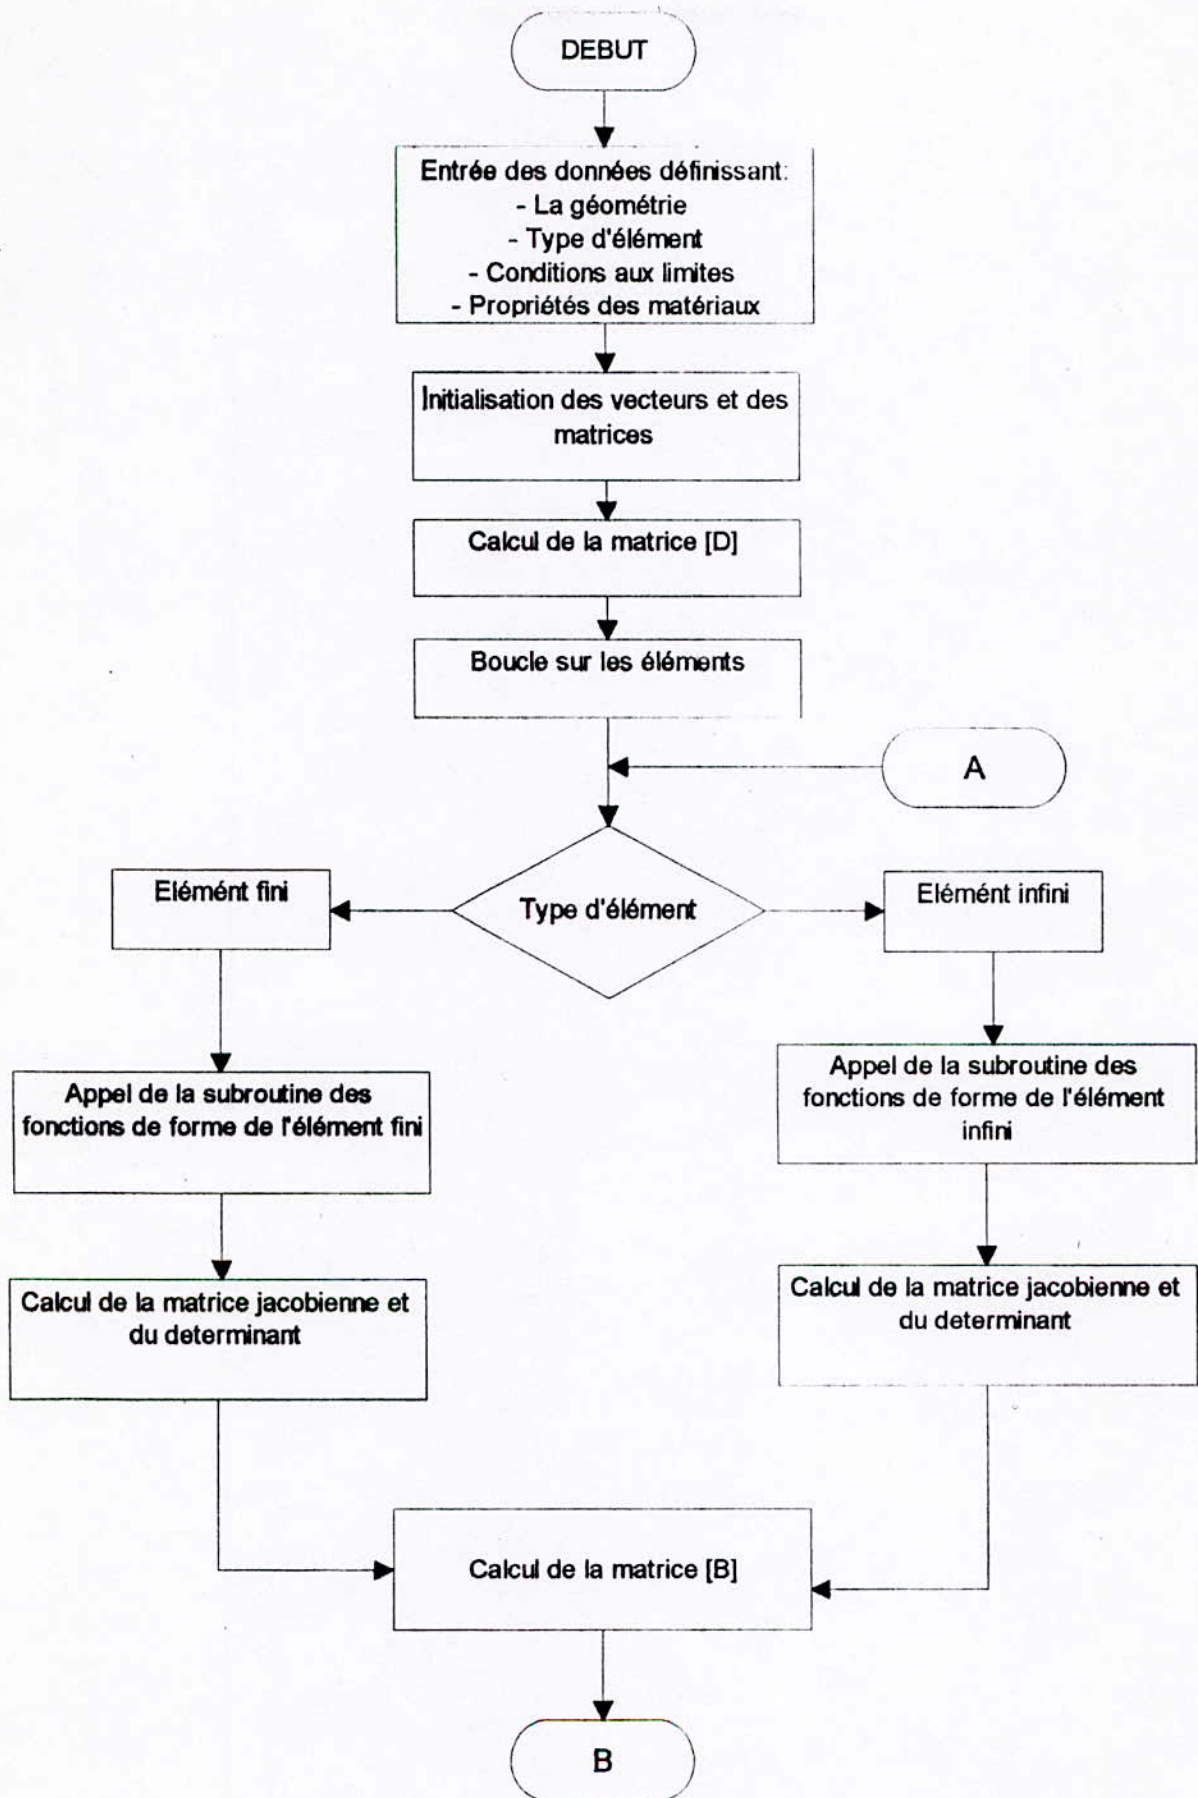 DEBUT
Entrée des données définissant:
- La géométrie
- Type d'élément
- Conditions aux limites
- Propriétés des matériaux
Initialisation des vecteurs et des
matrices
Calcul de la matrice [D]
Boucle sur les éléments
A
Type d'élément
Elémént fini
Elémént infini
Appel de la subroutine des
fonctions de forme de l'élément fini
Appel de la subroutine des
fonctions de forme de l'élément
infini
Calcul de la matrice jacobienne et
du determinant
Calcul de la matrice jacobienne et
du determinant
Calcul de la matrice [B]
B